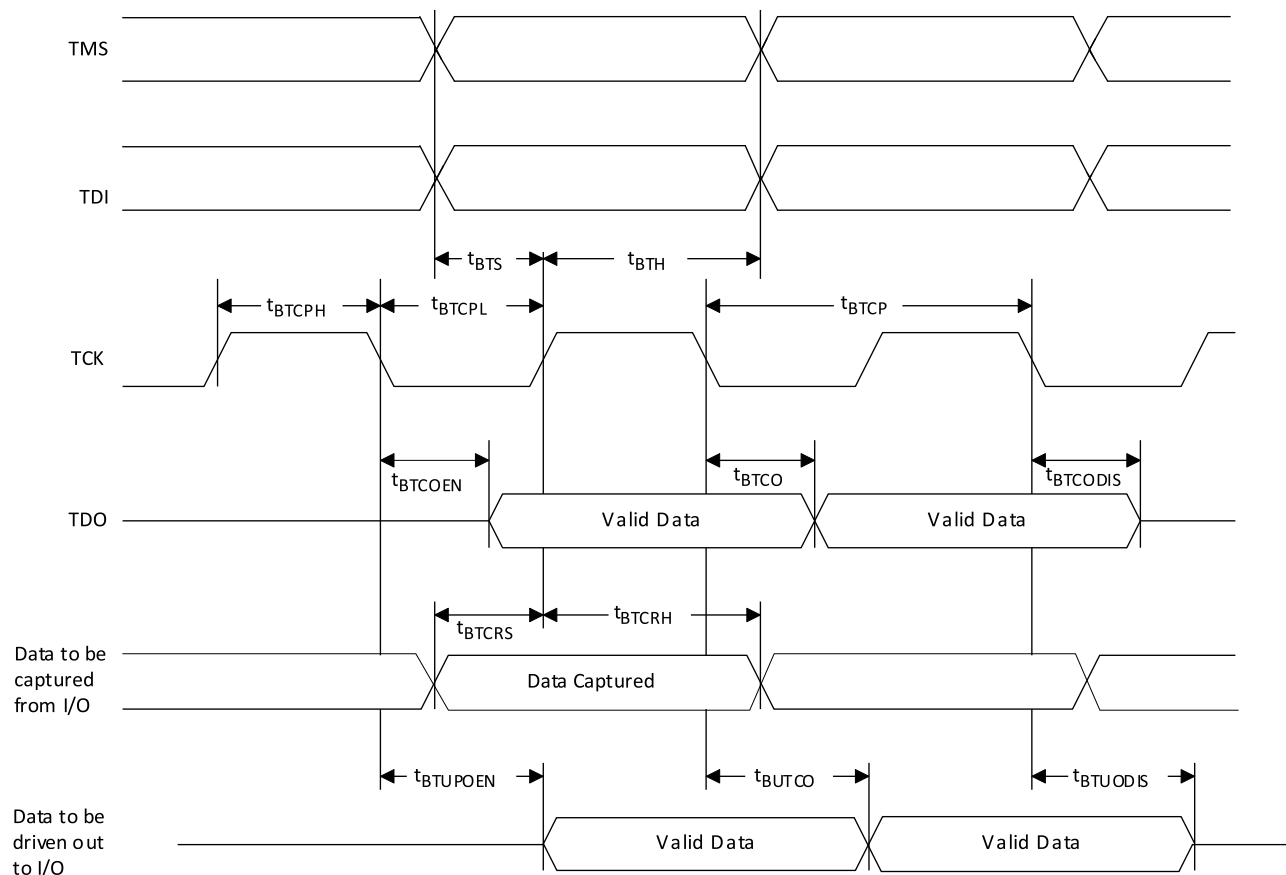 TMS
TDI
tBTS
tBTH
tBTCPH
tBTCPL
tBTCP
TCK
tBTCOEN
tBTCO
tBTCODIS
TDO
Valid Data
Valid Data
tBTCRS
tBTCRH
Data to be
captured
from I/O
Data Captured
tBTUPOEN
tBUTCO
tBTUODIS
Data to be
driven out
to I/O
Valid Data
Valid Data